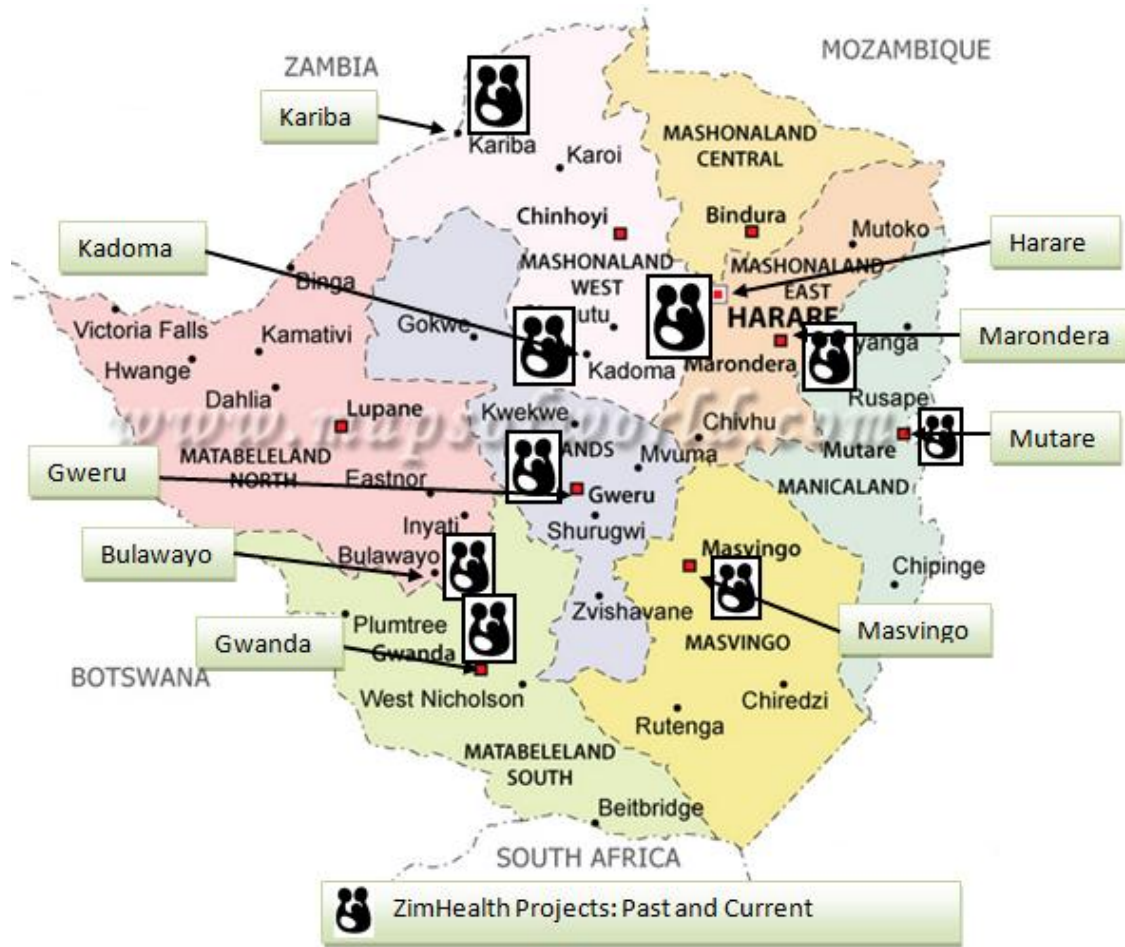 MOZAMBIQUE
ZAMBIA
Kariba
Kariba
Karoi
MASHONALAND
CENTRAL
Chinhoyi
Bindura
Mutoko
Kadoma
Harare
MASHONALAND
WEST
MASHONALAND
EAST
Binga
HARARE
Victoria Falls
Gokwe
Marondera
Kamativi
Hwange
Kadoma
Marondera
Dahlia
Rusape
Lupane
Kwekwe
Chivhu
Mutare
Mutare
MATABELELAND
NORTH
Mvuma
Gweru
Eastnor
Gweru
MANICALAND
Inyati
Shurugwi
Bulawayo
Bulawayo
Masvingo
Chipinge
Zvishavane
Plumtree
Gwanda
Gwanda
MASVINGO
Masvingo
BOTSWANA
West Nicholson
Chiredzi
Rutenga
MATABELELAND
SOUTH
Beitbridge
SOUTH AFRICA
ZimHealth Projects: Past and Current